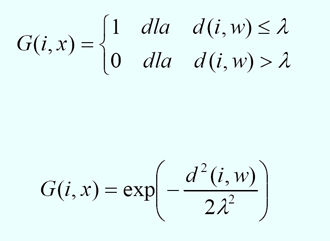 G(i, x) = { 1 dla d(i, w) ≤ λ
0 dla d(i, w) > λ
G(i, x) = exp( − d²(i, w) / 2λ² )